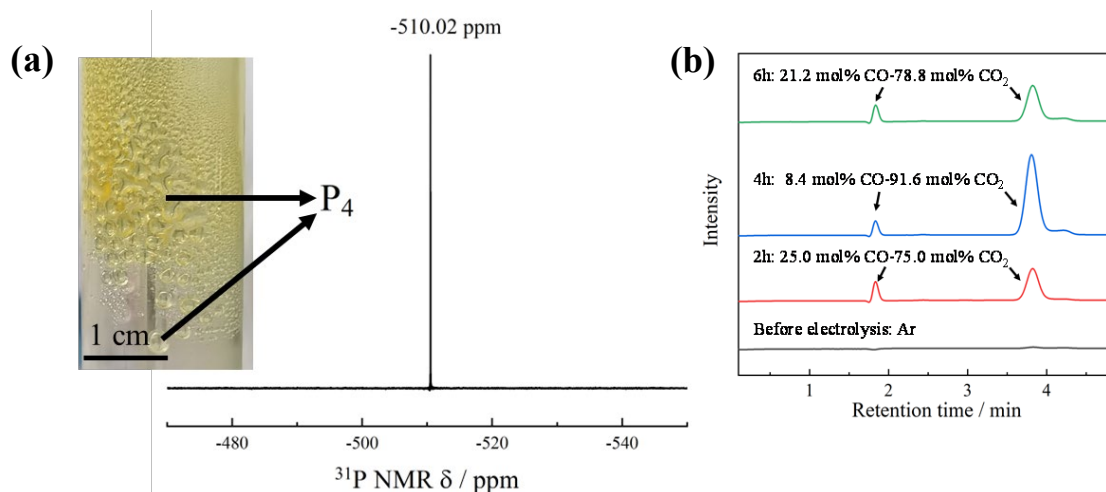 (a)
-510.02 ppm
P₄
1 cm
-480
-500
-520
-540
³¹P NMR δ / ppm
(b)
6h: 21.2 mol% CO-78.8 mol% CO₂
4h: 8.4 mol% CO-91.6 mol% CO₂
2h: 25.0 mol% CO-75.0 mol% CO₂
Before electrolysis: Ar
Intensity
1
2
3
4
Retention time / min